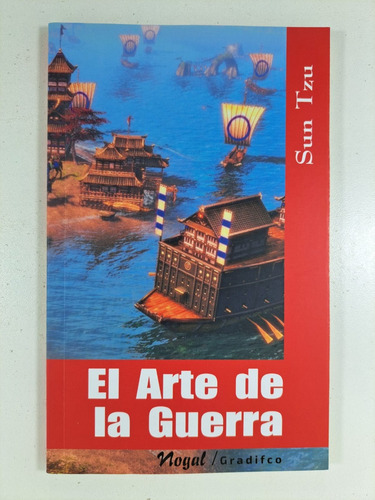 Sun Tzu
El Arte de
la Guerra
Nogal / Gradifco